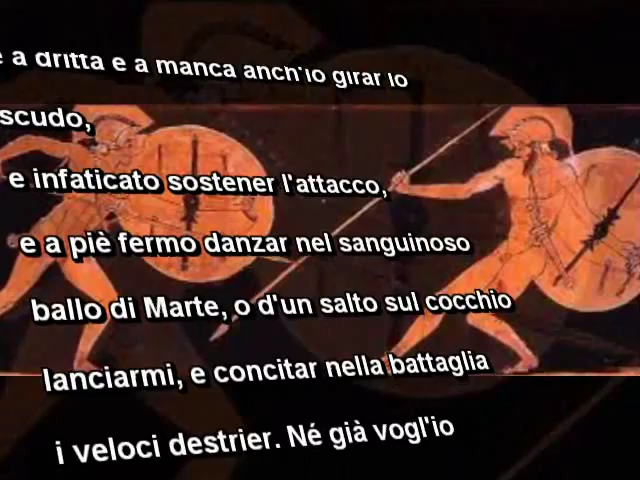 e a dritta e a manca anch'io girar lo
scudo,
e infaticato sostener l'attacco,
e a piè fermo danzar nel sanguinoso
ballo di Marte, o d'un salto sul cocchio
lanciarmi, e concitar nella battaglia
i veloci destrier. Né già vogl'io